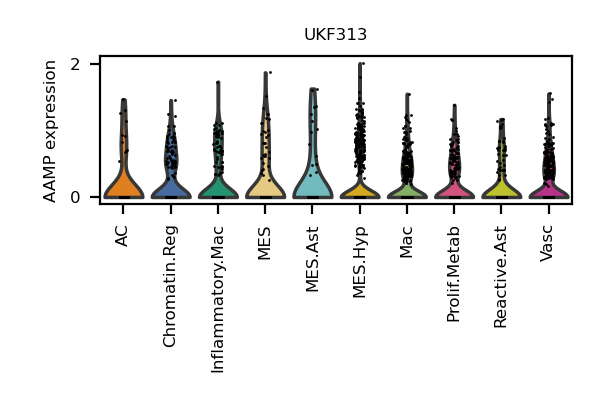 UKF313
AAMP expression
2
0
AC
Chromatin.Reg
Inflammatory.Mac
MES
MES.Ast
MES.Hyp
Mac
Prolif.Metab
Reactive.Ast
Vasc